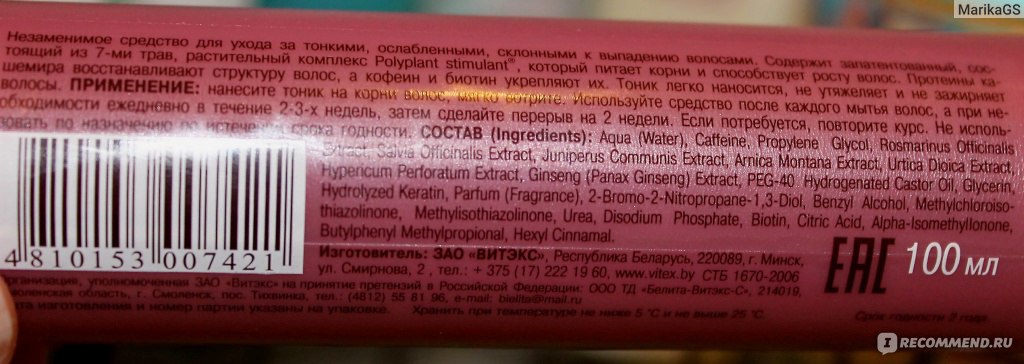 MarikaGS
Незаменимое средство для ухода за тонкими, ослабленными, склонными к выпадению волосами. Содержит запатентованный, сос-
тоящий из 7-ми трав, растительный комплекс Polyplant stimulant®, который питает корни и способствует росту волос. Протеины ка-
шемира восстанавливают структуру волос, а кофеин и биотин укрепляют их. Тоник легко наносится, не утяжеляет и не зажиряет
волосы. ПРИМЕНЕНИЕ: нанесите тоник на корни волос, мягко вотрите. Используйте средство после каждого мытья волос, а при не-
обходимости ежедневно в течение 2-3-х недель, затем сделайте перерыв на 2 недели. Если потребуется, повторите курс. Не исполь-
зовать по назначению по истечении срока годности. СОСТАВ (Ingredients): Aqua (Water), Caffeine, Propylene Glycol, Rosmarinus Officinalis
Extract, Salvia Officinalis Extract, Juniperus Communis Extract, Arnica Montana Extract, Urtica Dioica Extract,
Hypericum Perforatum Extract, Ginseng (Panax Ginseng) Extract, PEG-40 Hydrogenated Castor Oil, Glycerin,
Hydrolyzed Keratin, Parfum (Fragrance), 2-Bromo-2-Nitropropane-1,3-Diol, Benzyl Alcohol, Methylchloroiso-
thiazolinone, Methylisothiazolinone, Urea, Disodium Phosphate, Biotin, Citric Acid, Alpha-Isomethyllonone,
Butylphenyl Methylpropional, Hexyl Cinnamal.
Изготовитель: ЗАО «ВИТЭКС», Республика Беларусь, 220089, г. Минск,
ул. Смирнова, 2 , тел.: + 375 (17) 222 19 60, www.vitex.by СТБ 1670-2006
EAC
100 мл
4 810153 007421
организация, уполномоченная ЗАО «Витэкс» на принятие претензий в Российской Федерации: ООО ТД «Белита-Витэкс-С», 214019,
Смоленская область, г. Смоленск, пос. Тихвинка, тел.: (4812) 55 81 96, e-mail: bielita@mail.ru
дата изготовления и номер партии указаны на упаковке. Хранить при температуре не ниже 5 °С и не выше 25 °С. Срок годности 2 года.
I RECOMMEND.RU